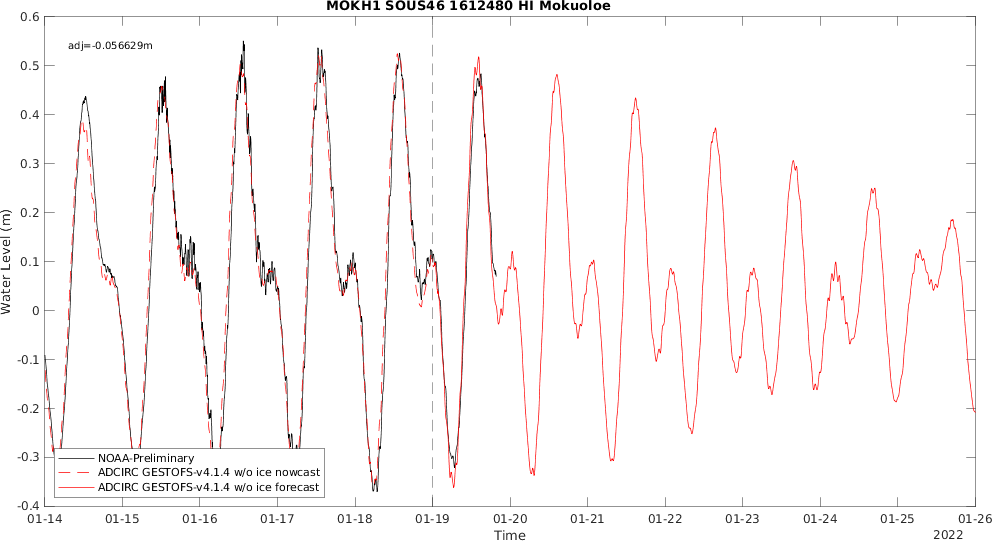 MOKH1 SOUS46 1612480 HI Mokuoloe
adj=-0.056629m
Water Level (m)
0.6
0.5
0.4
0.3
0.2
0.1
0
-0.1
-0.2
-0.3
-0.4
NOAA-Preliminary
ADCIRC GESTOFS-v4.1.4 w/o ice nowcast
ADCIRC GESTOFS-v4.1.4 w/o ice forecast
01-14 01-15 01-16 01-17 01-18 01-19 01-20 01-21 01-22 01-23 01-24 01-25 01-26
Time
2022